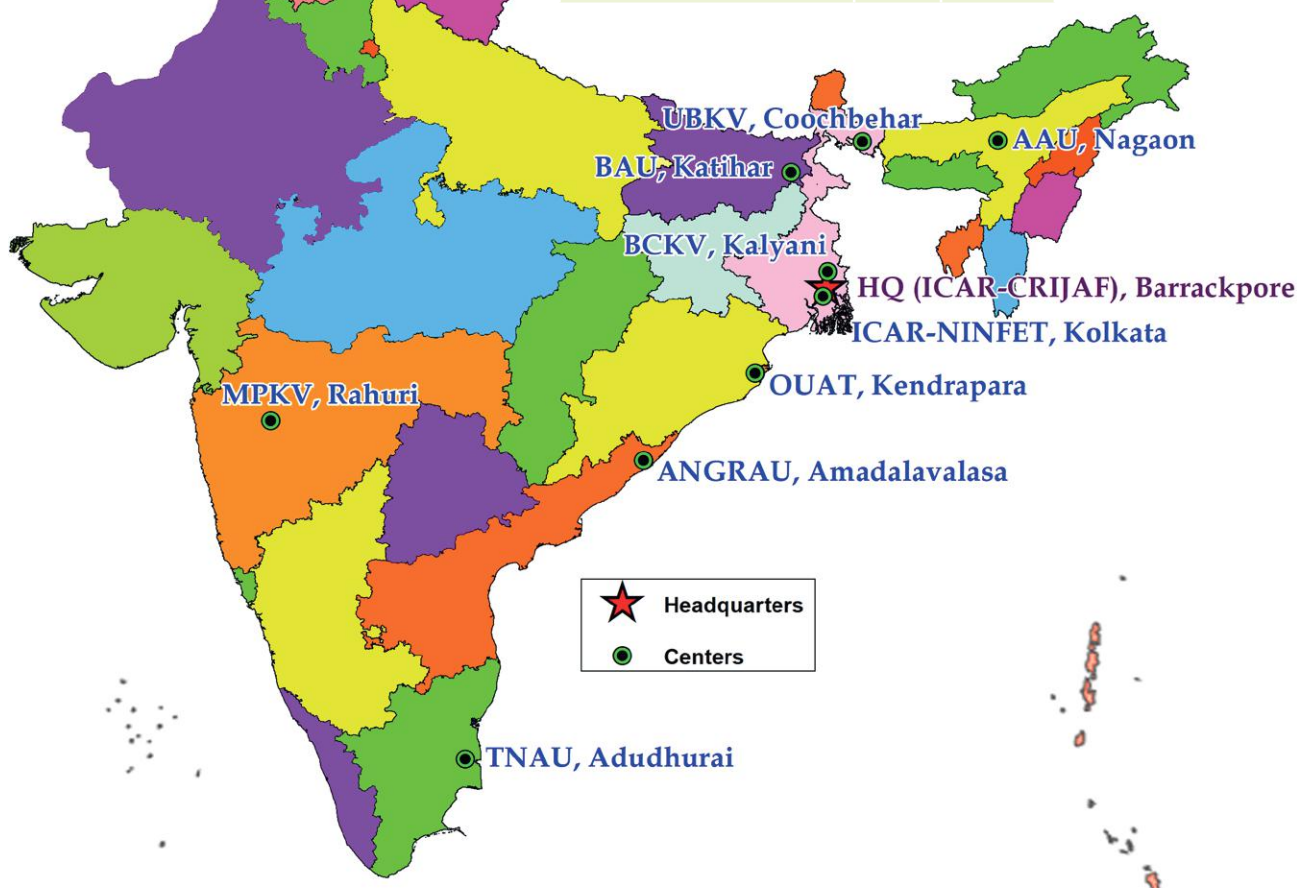 UBKV, Coochbehar
AAU, Nagaon
BAU, Katihar
BCKV, Kalyani
HQ (ICAR-CRIJAF), Barrackpore
ICAR-NINFET, Kolkata
OUAT, Kendrapara
MPKV, Rahuri
ANGRAU, Amadalavalasa
Headquarters
Centers
TNAU, Adudhurai